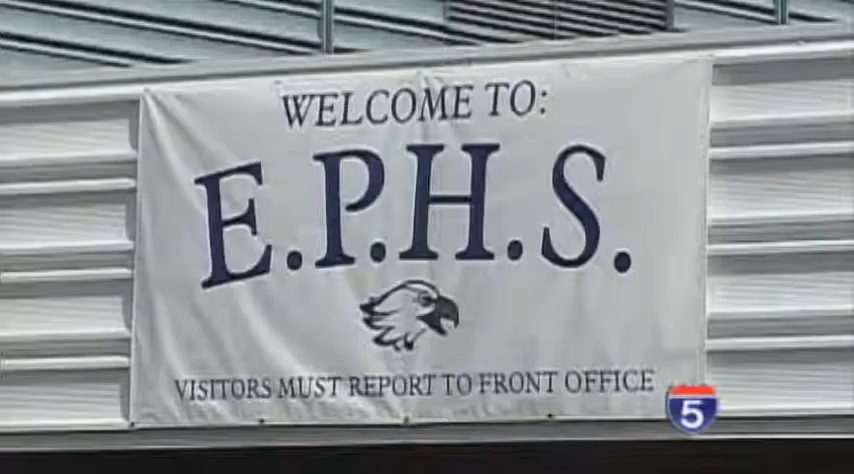 WELCOME TO:
E.P.H.S.
VISITORS MUST REPORT TO FRONT OFFICE
5